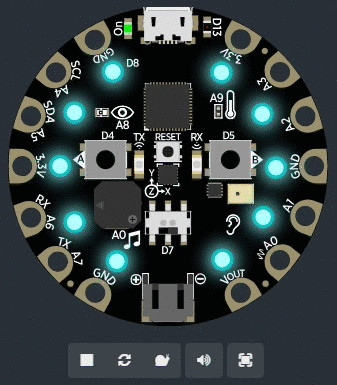 On
D13
GND
3.3V
D8
SCL
A4
A3
A9
SDA
A5
A8
A2
D4
TX
RESET
RX
D5
3.3V
A
B
GND
Y
Z
X
RX
A6
A1
A0
D7
TX
A7
A0
GND
VOUT